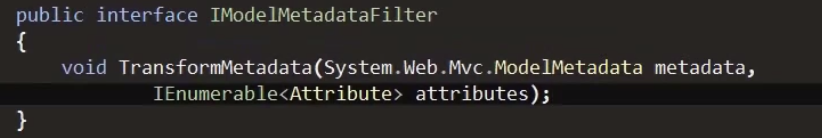 public interface IModelMetadataFilter
{
    void TransformMetadata(System.Web.Mvc.ModelMetadata metadata,
            IEnumerable<Attribute> attributes);
}